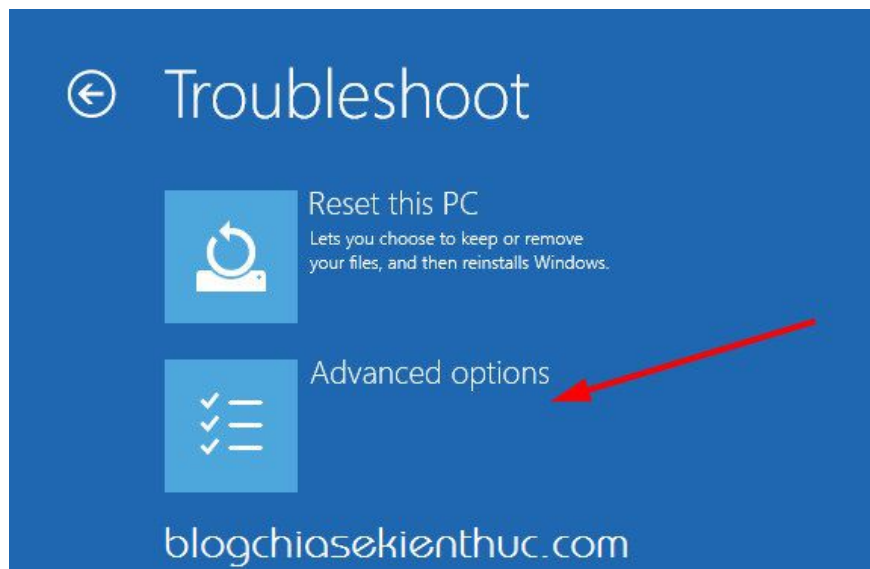 Troubleshoot
Reset this PC
Lets you choose to keep or remove
your files, and then reinstalls Windows.
Advanced options
blogchiasekienthuc.com